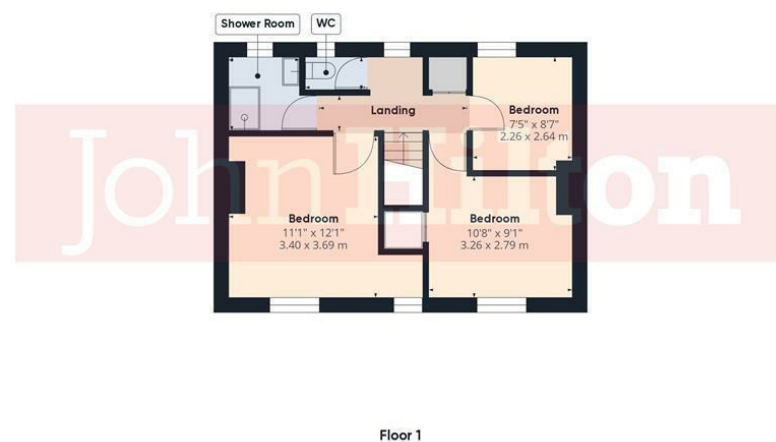 Shower Room
WC
Landing
Bedroom
7'5" x 8'7"
2.26 x 2.64 m
John Hilton
Bedroom
11'1" x 12'1"
3.40 x 3.69 m
Bedroom
10'8" x 9'1"
3.26 x 2.79 m
Floor 1